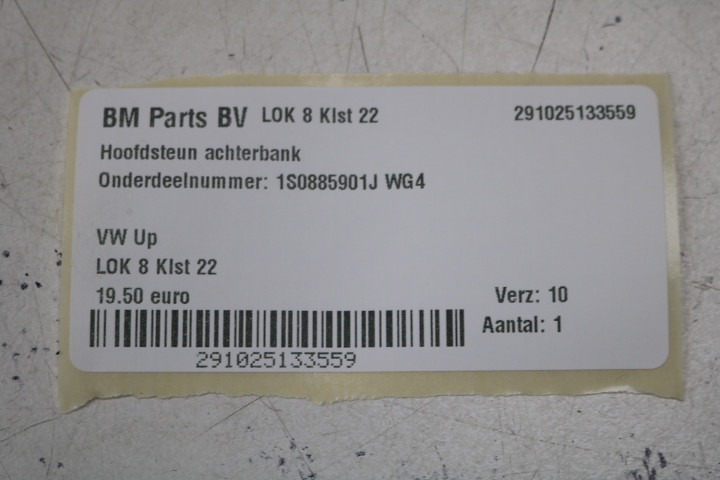 BM Parts BV LOK 8 Klst 22 291025133559
Hoofdsteun achterbank
Onderdeelnummer: 1S0885901J WG4
VW Up
LOK 8 Klst 22
19.50 euro Verz: 10
Aantal: 1
291025133559